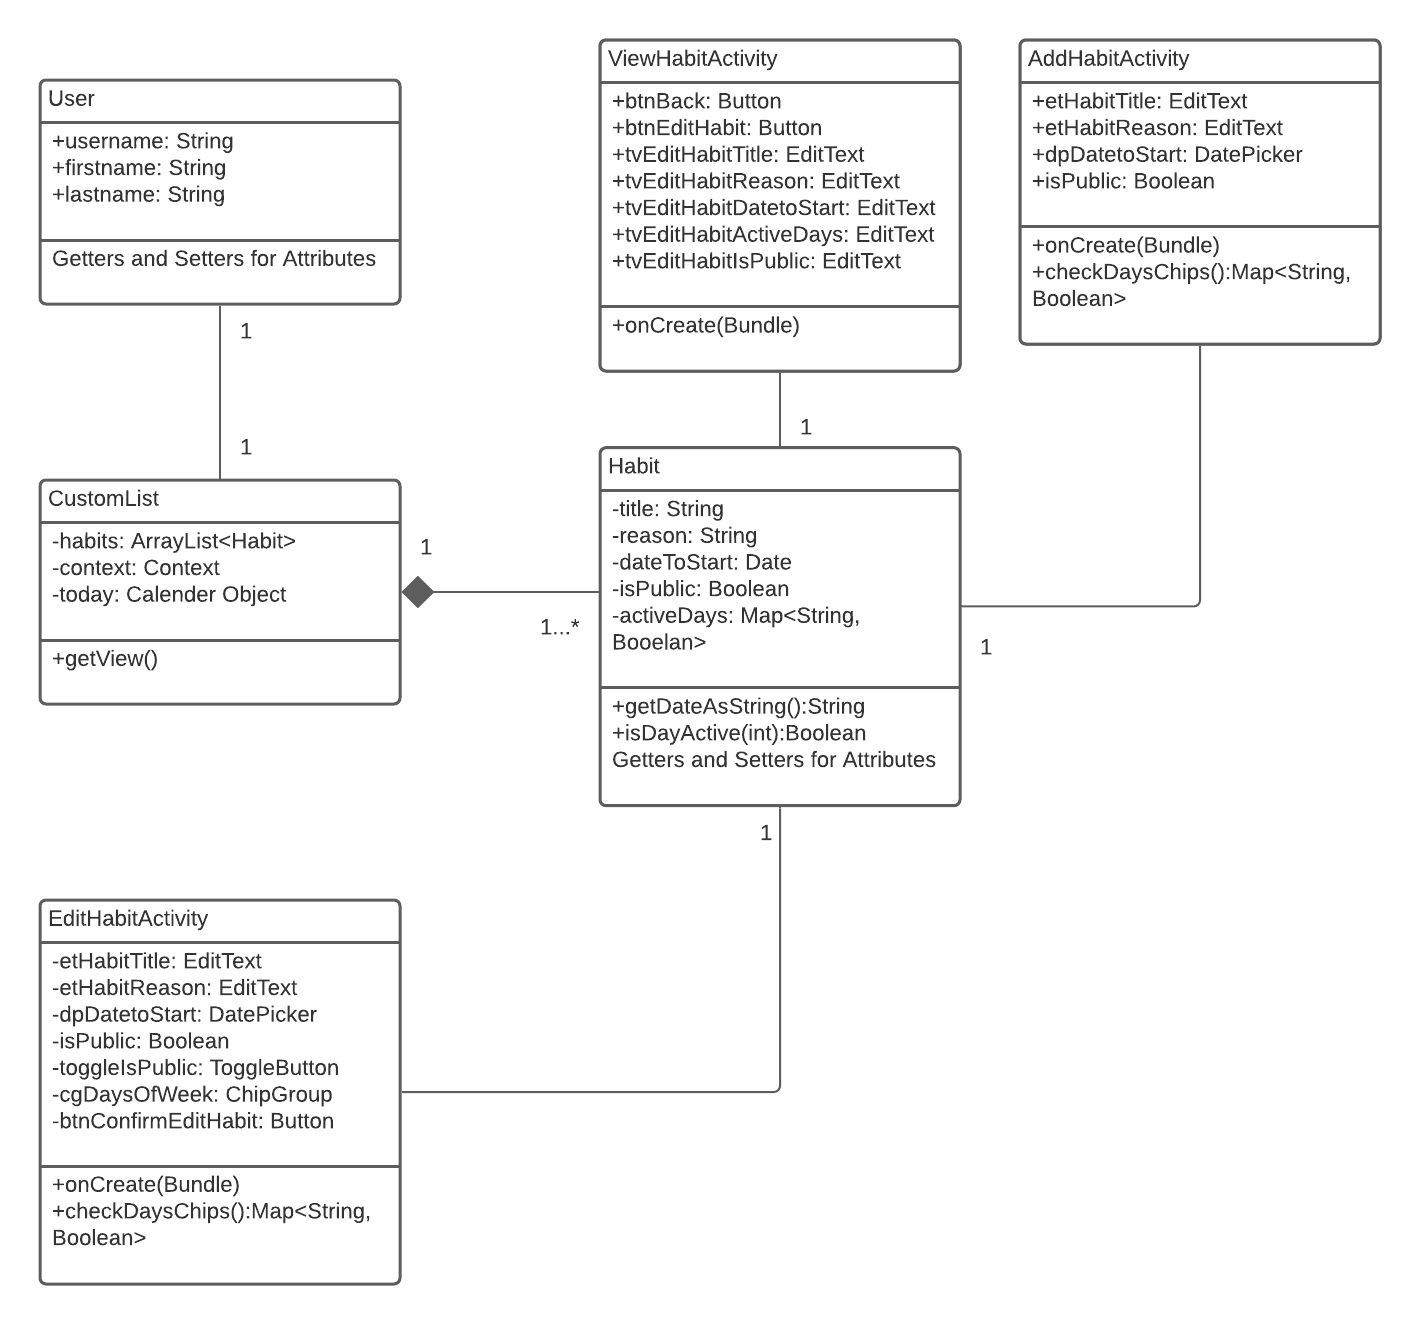 User
+username: String
+firstname: String
+lastname: String
Getters and Setters for Attributes
1
1
ViewHabitActivity
+btnBack: Button
+btnEditHabit: Button
+tvEditHabitTitle: EditText
+tvEditHabitReason: EditText
+tvEditHabitDatetoStart: EditText
+tvEditHabitActiveDays: EditText
+tvEditHabitIsPublic: EditText
+onCreate(Bundle)
1
AddHabitActivity
+etHabitTitle: EditText
+etHabitReason: EditText
+dpDatetoStart: DatePicker
+isPublic: Boolean
+onCreate(Bundle)
+checkDaysChips():Map<String,
Boolean>
CustomList
-habits: ArrayList<Habit>
-context: Context
-today: Calender Object
+getView()
1
1...*
Habit
-title: String
-reason: String
-dateToStart: Date
-isPublic: Boolean
-activeDays: Map<String,
Booelan>
+getDateAsString():String
+isDayActive(int):Boolean
Getters and Setters for Attributes
1
1
EditHabitActivity
-etHabitTitle: EditText
-etHabitReason: EditText
-dpDatetoStart: DatePicker
-isPublic: Boolean
-toggleIsPublic: ToggleButton
-cgDaysOfWeek: ChipGroup
-btnConfirmEditHabit: Button
+onCreate(Bundle)
+checkDaysChips():Map<String,
Boolean>